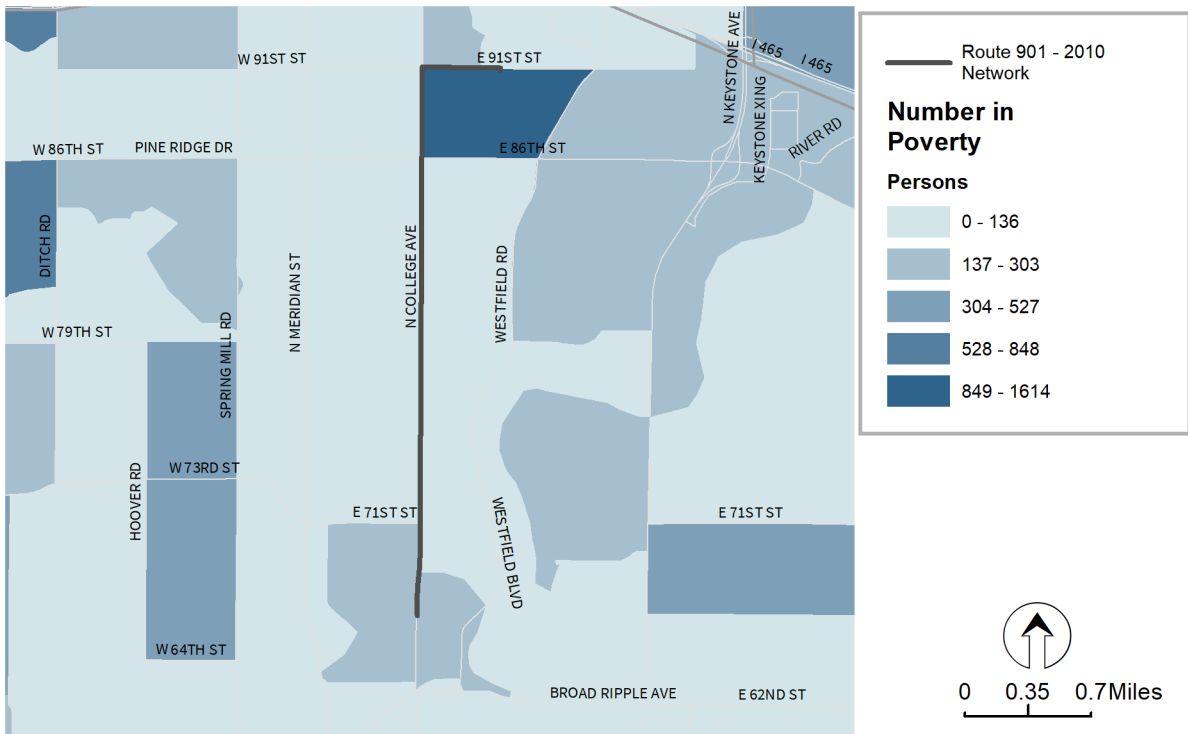 W 91ST ST
E 91ST ST
N KEYSTONE AVE
I 465
I 465
KEYSTONE XING
RIVER RD
W 86TH ST
PINE RIDGE DR
E 86TH ST
DITCH RD
N MERIDIAN ST
N COLLEGE AVE
WESTFIELD RD
W 79TH ST
SPRING MILL RD
W 73RD ST
HOOVER RD
E 71ST ST
WESTFIELD BLVD
E 71ST ST
W 64TH ST
BROAD RIPPLE AVE
E 62ND ST
Route 901 - 2010
Network
Number in
Poverty
Persons
0 - 136
137 - 303
304 - 527
528 - 848
849 - 1614
0 0.35 0.7Miles